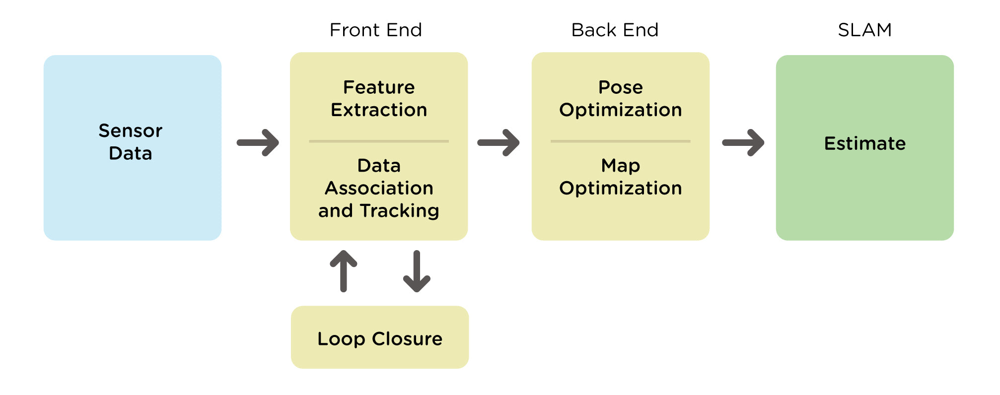 Front End
Back End
SLAM
Sensor
Data
Feature
Extraction
Data
Association
and Tracking
Pose
Optimization
Map
Optimization
Estimate
Loop Closure